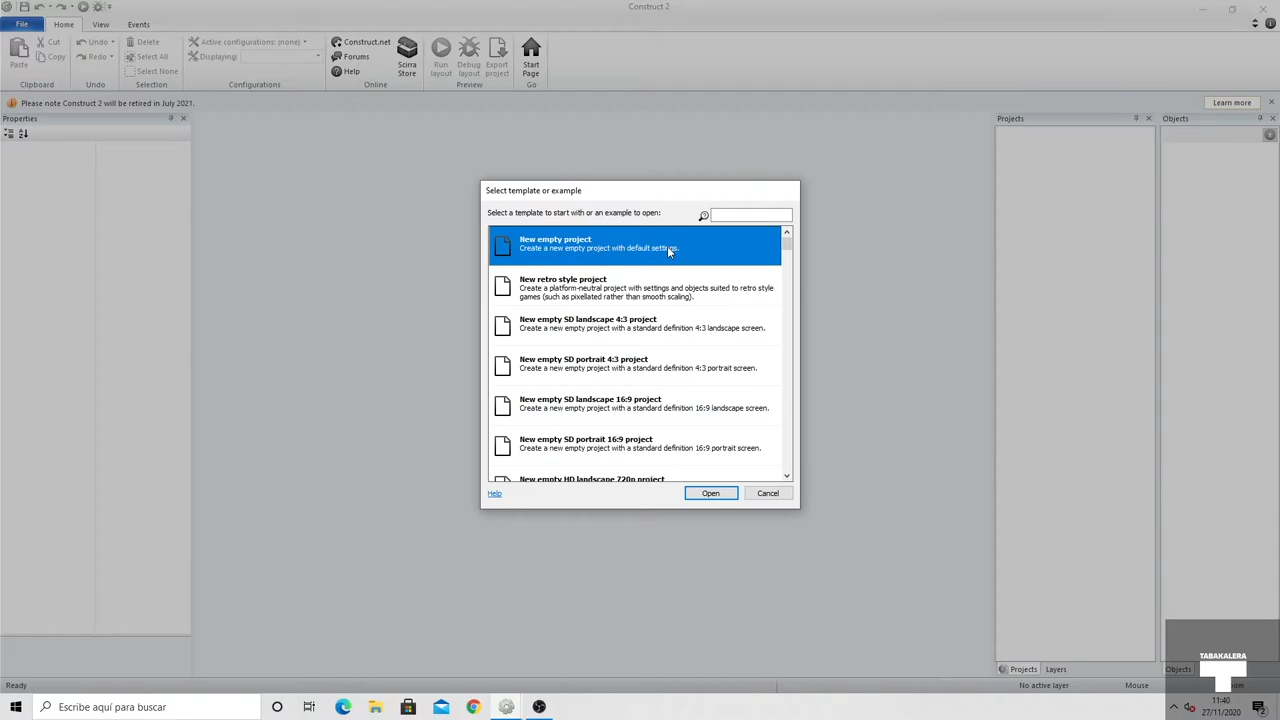 Construct 2
File
Home
View
Events
Paste
Cut
Copy
Clipboard
Undo
Redo
Undo
Delete
Select All
Select None
Selection
Active configurations: (none)
Displaying:
Configurations
Construct.net
Forums
Help
Scirra
Store
Online
Run
layout
Debug
layout
Export
project
Preview
Start
Page
Go
Please note Construct 2 will be retired in July 2021.
Learn more
Properties
Projects
Objects
Select template or example
Select a template to start with or an example to open:
New empty project
Create a new empty project with default settings.
New retro style project
Create a platform-neutral project with settings and objects suited to retro style
games (such as pixellated rather than smooth scaling).
New empty SD landscape 4:3 project
Create a new empty project with a standard definition 4:3 landscape screen.
New empty SD portrait 4:3 project
Create a new empty project with a standard definition 4:3 portrait screen.
New empty SD landscape 16:9 project
Create a new empty project with a standard definition 16:9 landscape screen.
New empty SD portrait 16:9 project
Create a new empty project with a standard definition 16:9 portrait screen.
New empty HD landscape 720p project
Help
Open
Cancel
Projects
Layers
Objects
Ready
No active layer
Mouse
TABAKALERA
Escribe aquí para buscar
11:40
27/11/2020
2